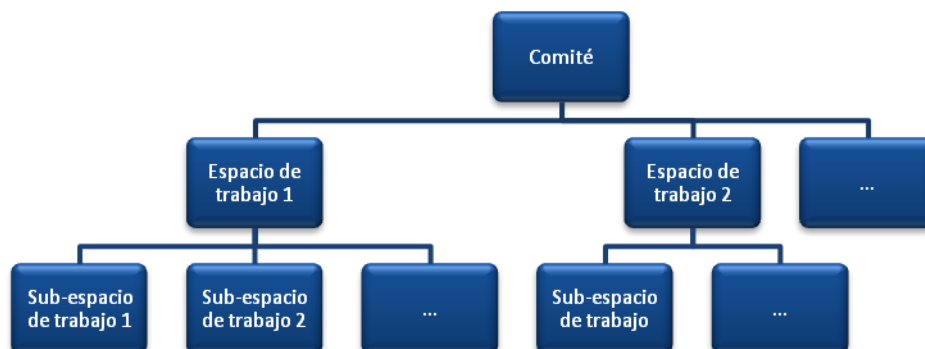 Comité
Espacio de
trabajo 1
Espacio de
trabajo 2
...
Sub-espacio
de trabajo 1
Sub-espacio
de trabajo 2
...
Sub-espacio
de trabajo
...